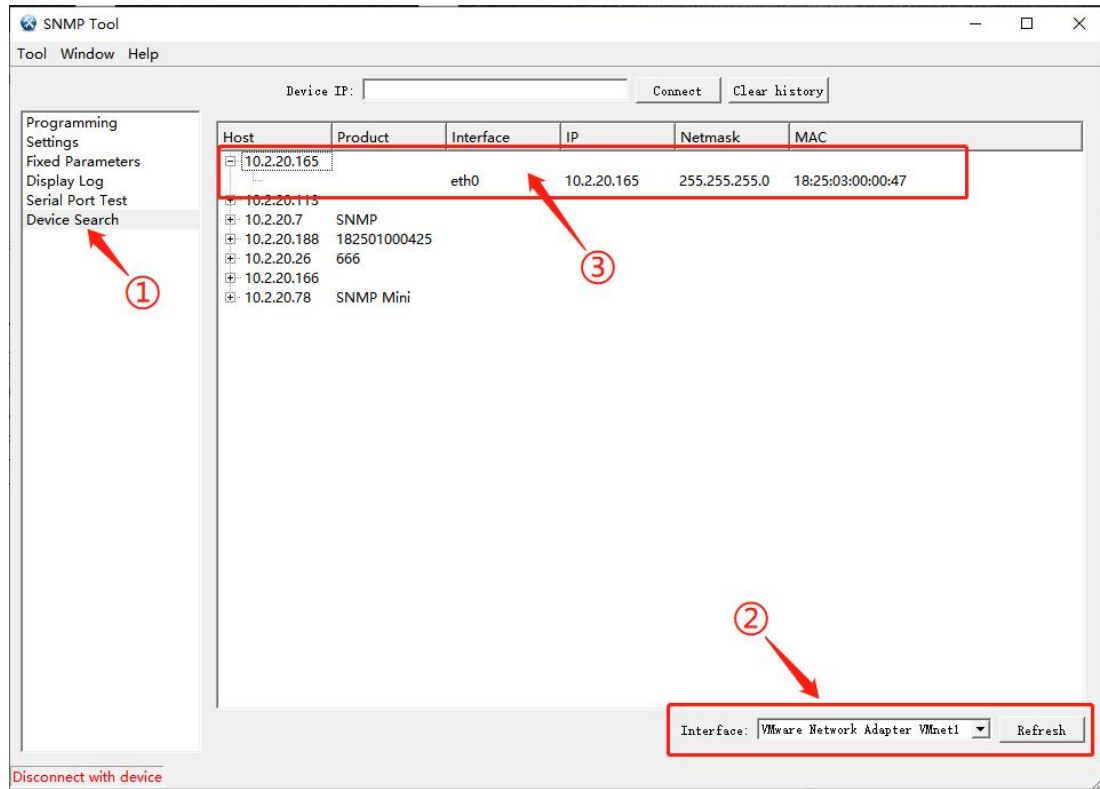 SNMP Tool
Tool Window Help
Device IP: Connect Clear history
Programming
Settings
Fixed Parameters
Display Log
Serial Port Test
Device Search
①
Host Product Interface IP Netmask MAC
10.2.20.165
eth0 10.2.20.165 255.255.255.0 18:25:03:00:00:47
10.2.20.113
10.2.20.7 SNMP
10.2.20.188 182501000425
10.2.20.26 666
10.2.20.166
10.2.20.78 SNMP Mini
③
②
Interface: VMware Network Adapter VMnet1 Refresh
Disconnect with device